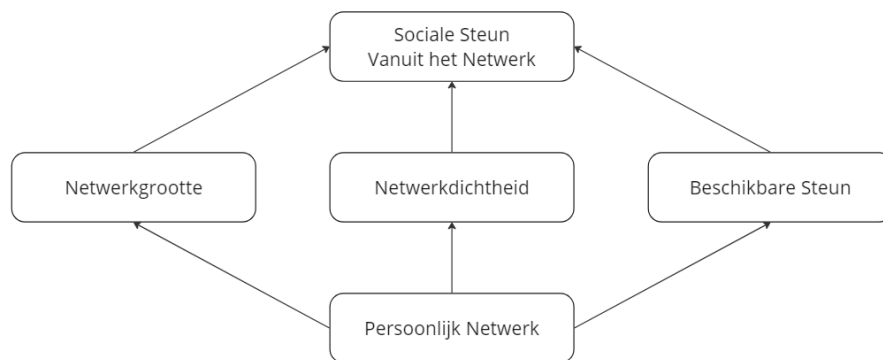 Sociale Steun
Vanuit het Netwerk
Netwerkgrootte
Netwerkdichtheid
Beschikbare Steun
Persoonlijk Netwerk